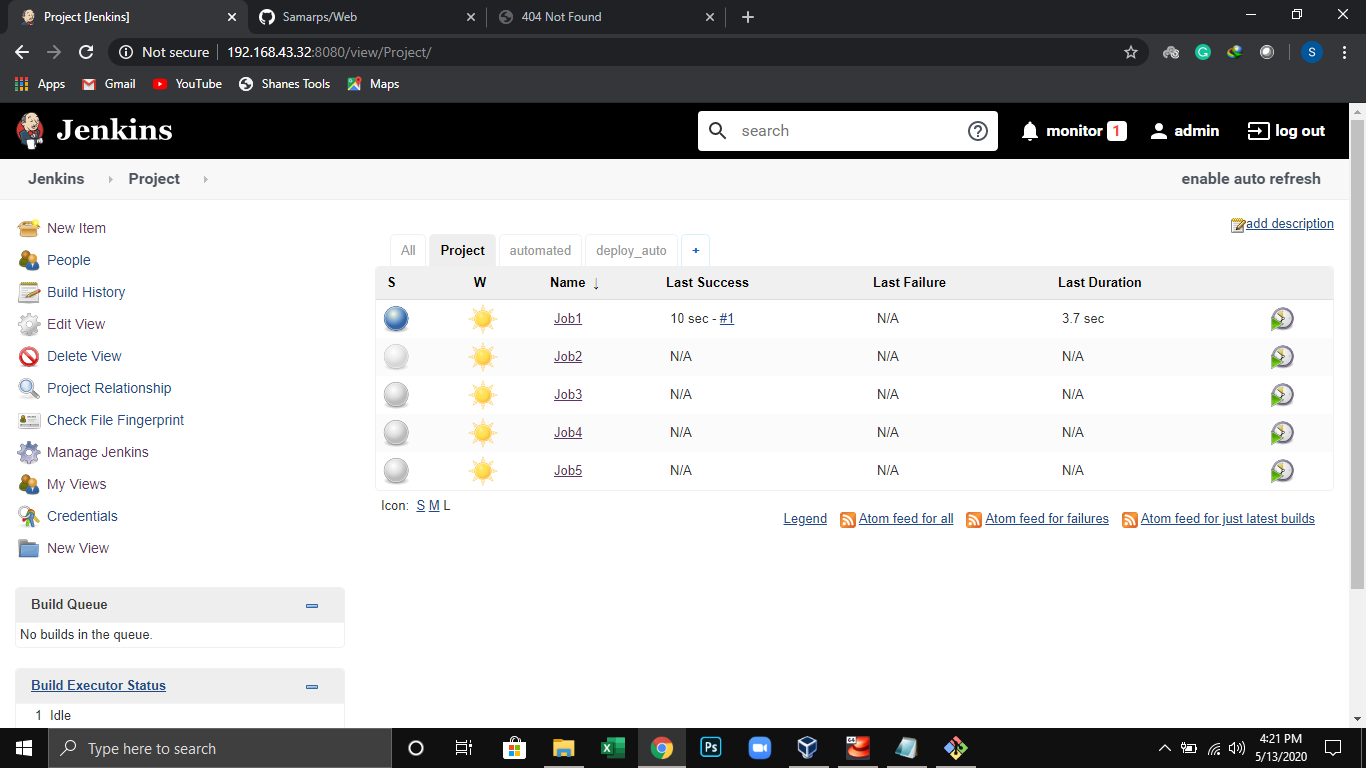 Project [Jenkins]
Samarps/Web
404 Not Found
Not secure
192.168.43.32:8080/view/Project/
S
Apps
Gmail
YouTube
Shanes Tools
Maps
Jenkins
search
monitor 1
admin
log out
Jenkins
Project
enable auto refresh
New Item
People
Build History
Edit View
Delete View
Project Relationship
Check File Fingerprint
Manage Jenkins
My Views
Credentials
New View
Build Queue
No builds in the queue.
Build Executor Status
1 Idle
add description
All Project automated deploy_auto +
S W Name ↓ Last Success Last Failure Last Duration
Job1 10 sec - #1 N/A 3.7 sec
Job2 N/A N/A N/A
Job3 N/A N/A N/A
Job4 N/A N/A N/A
Job5 N/A N/A N/A
Icon: S M L
Legend Atom feed for all Atom feed for failures Atom feed for just latest builds
Type here to search
Ps
64
4:21 PM
5/13/2020